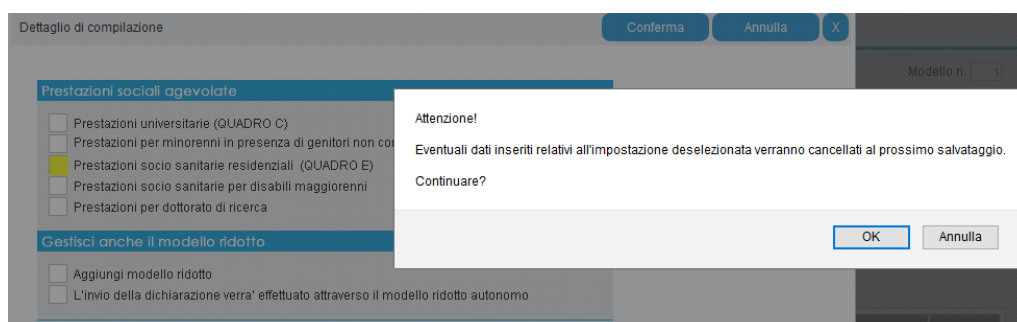 Dettaglio di compilazione
Conferma
Annulla
X
Modello n. 1
Prestazioni sociali agevolate
Prestazioni universitarie (QUADRO C)
Prestazioni per minorenni in presenza di genitori non
Prestazioni socio sanitarie residenziali (QUADRO E)
Prestazioni socio sanitarie per disabili maggiorenni
Prestazioni per dottorato di ricerca
Attenzione!
Eventuali dati inseriti relativi all'impostazione deselezionata verranno cancellati al prossimo salvataggio.
Continuare?
OK
Annulla
Gestisci anche il modello ridotto
Aggiungi modello ridotto
L'invio della dichiarazione verra' effettuato attraverso il modello ridotto autonomo